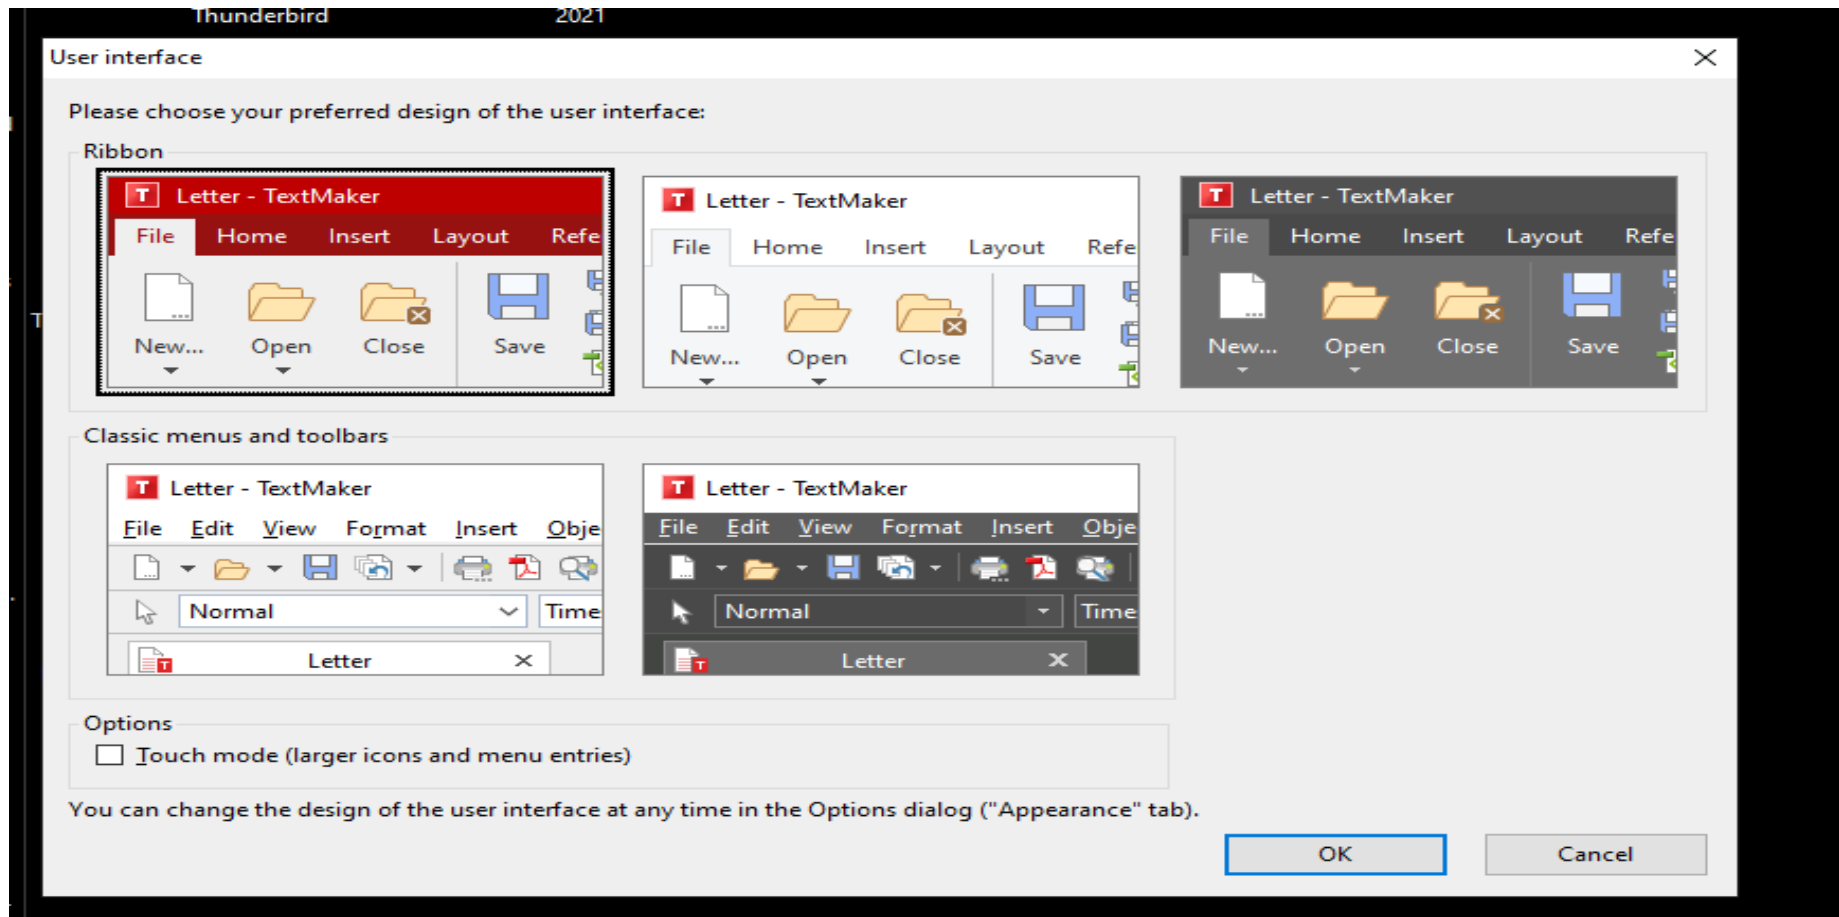 Thunderbird 2021
User interface
Please choose your preferred design of the user interface:
Ribbon
Letter - TextMaker
File Home Insert Layout Refe
New... Open Close Save
Letter - TextMaker
File Home Insert Layout Refe
New... Open Close Save
Letter - TextMaker
File Home Insert Layout Refe
New... Open Close Save
Classic menus and toolbars
Letter - TextMaker
File Edit View Format Insert Obje
Normal Time
Letter
Letter - TextMaker
File Edit View Format Insert Obje
Normal Time
Letter
Options
Touch mode (larger icons and menu entries)
You can change the design of the user interface at any time in the Options dialog ("Appearance" tab).
OK Cancel